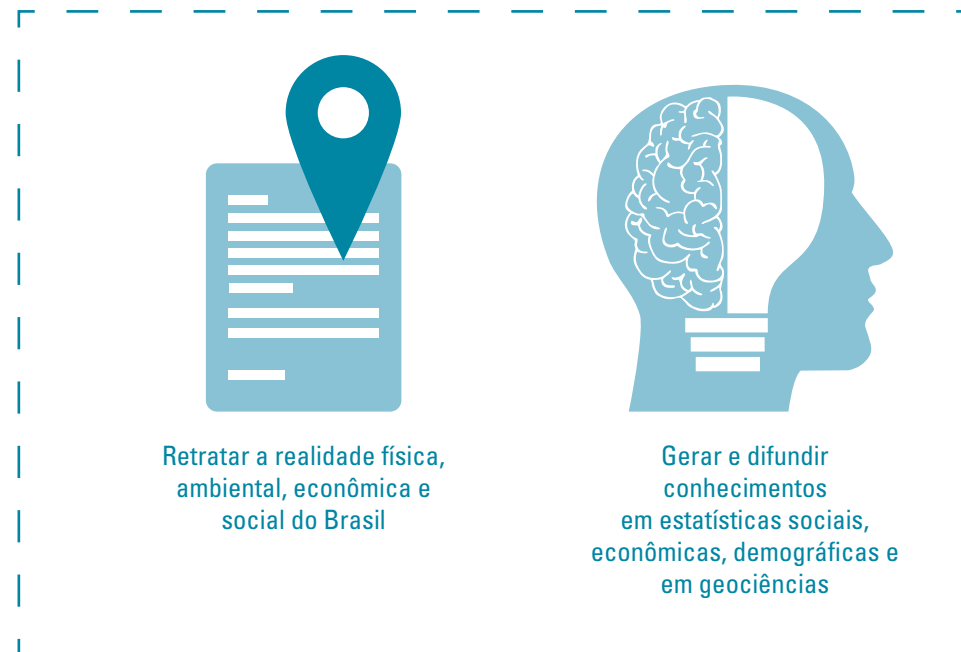 Retratar a realidade física,
ambiental, econômica e
social do Brasil
Gerar e difundir
conhecimentos
em estatísticas sociais,
econômicas, demográficas e
em geociências